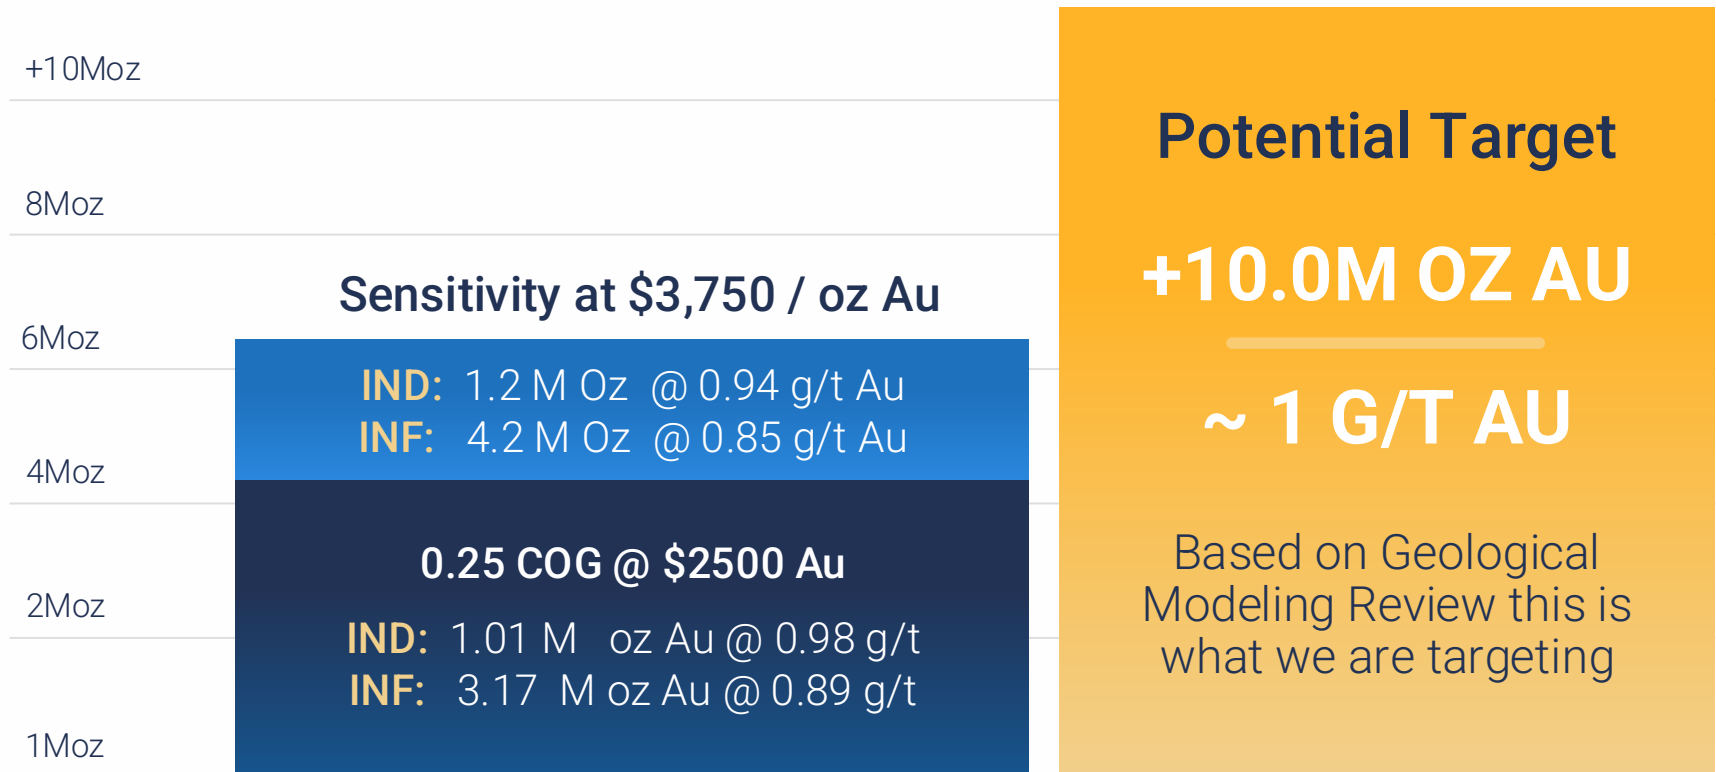 +10Moz
8Moz
6Moz
4Moz
2Moz
1Moz
Sensitivity at $3,750 / oz Au
IND: 1.2 M Oz @ 0.94 g/t Au
INF: 4.2 M Oz @ 0.85 g/t Au
0.25 COG @ $2500 Au
IND: 1.01 M oz Au @ 0.98 g/t
INF: 3.17 M oz Au @ 0.89 g/t
Potential Target
+10.0M OZ AU
~ 1 G/T AU
Based on Geological
Modeling Review this is
what we are targeting